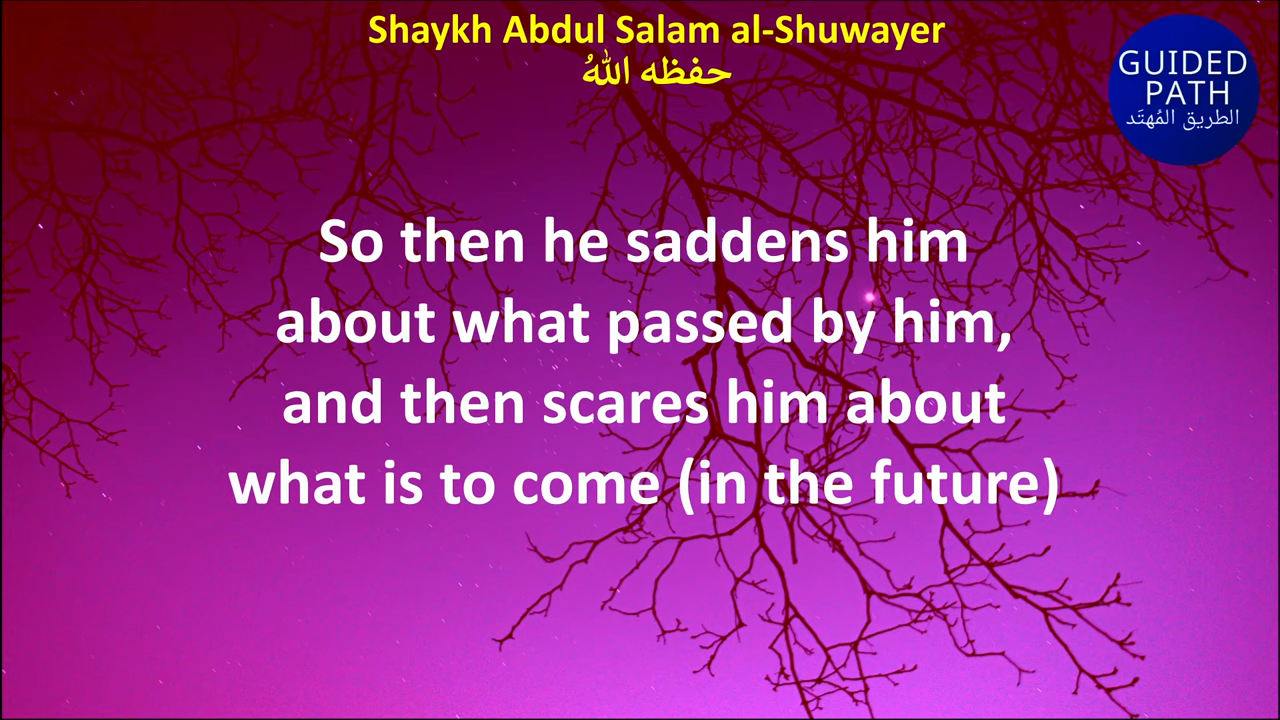 Shaykh Abdul Salam al-Shuwayer
حفظه اللهُ
GUIDED
PATH
الطريق المُهتَد
So then he saddens him
about what passed by him,
and then scares him about
what is to come (in the future)